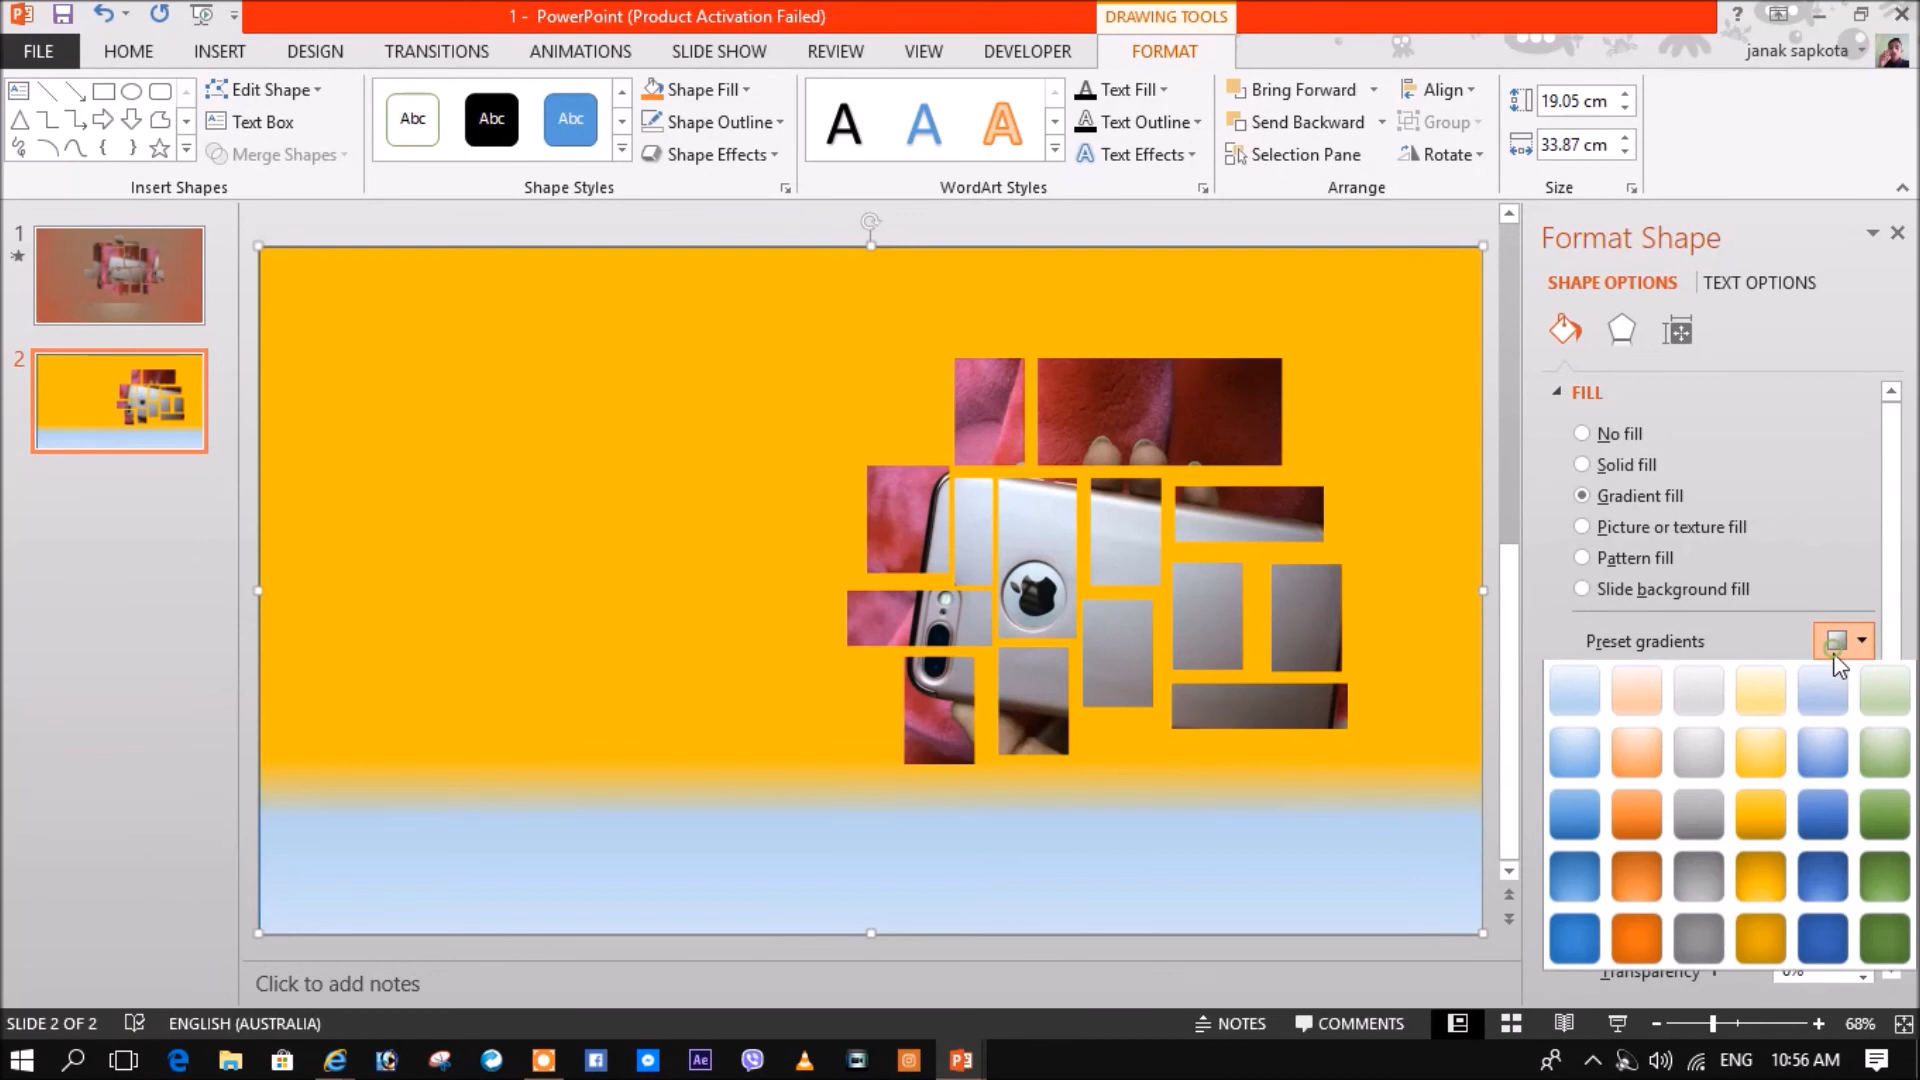 1 - PowerPoint (Product Activation Failed)
DRAWING TOOLS
?
FILE HOME INSERT DESIGN TRANSITIONS ANIMATIONS SLIDE SHOW REVIEW VIEW DEVELOPER FORMAT
janak sapkota
Edit Shape
Text Box
Merge Shapes
Insert Shapes
Abc Abc Abc
Shape Fill
Shape Outline
Shape Effects
Shape Styles
A A A
Text Fill
Text Outline
Text Effects
WordArt Styles
Bring Forward
Send Backward
Selection Pane
Align
Group
Rotate
Arrange
19.05 cm
33.87 cm
Size
1
2
Format Shape
SHAPE OPTIONS TEXT OPTIONS
FILL
No fill
Solid fill
Gradient fill
Picture or texture fill
Pattern fill
Slide background fill
Preset gradients
Transparency
0%
Click to add notes
SLIDE 2 OF 2 ENGLISH (AUSTRALIA) NOTES COMMENTS 68%
Ae
ENG 10:56 AM